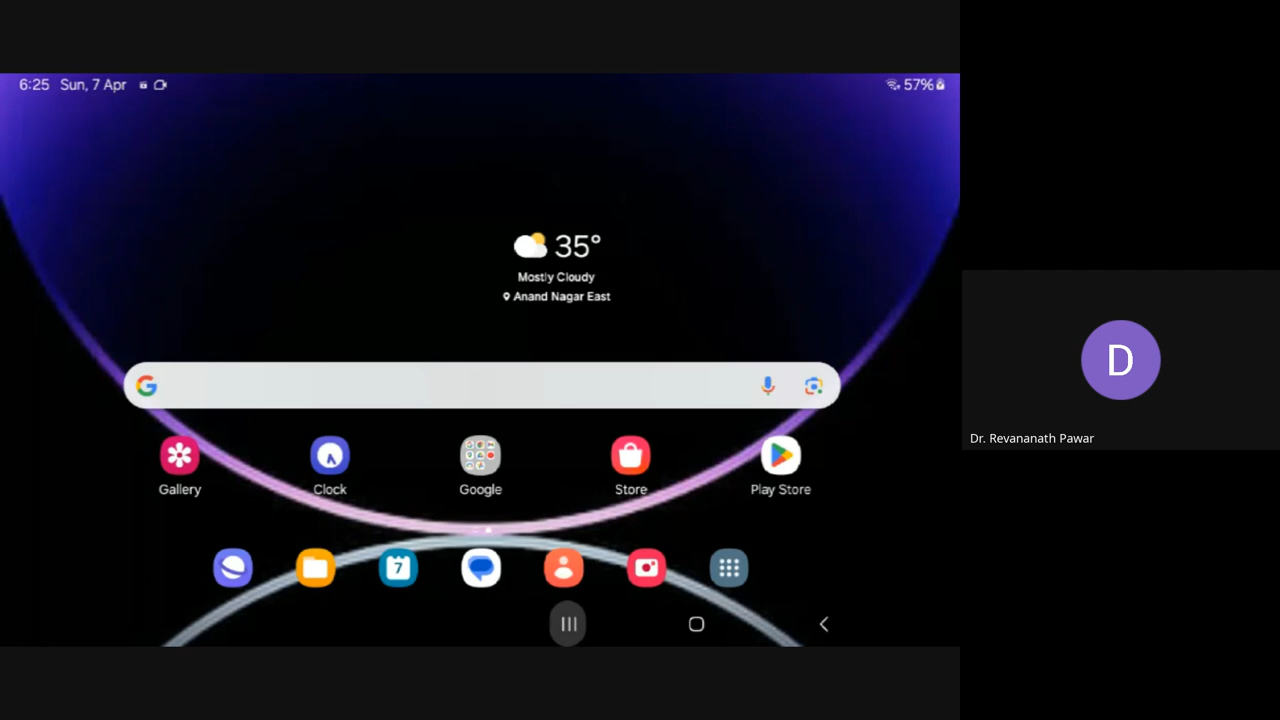 6:25 Sun, 7 Apr
57%
35°
Mostly Cloudy
Anand Nagar East
G
Gallery
Clock
Google
Store
Play Store
7
D
Dr. Revananath Pawar